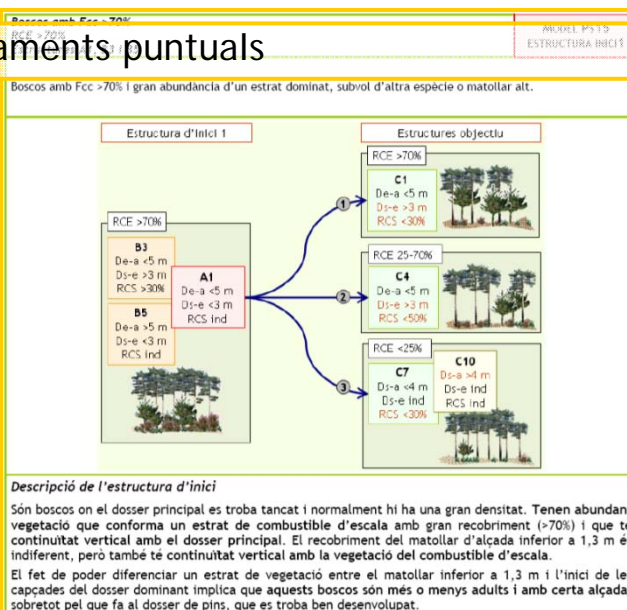 Boscos amb Fcc >70%
RCE >70%
MODEL Ps15
ESTRUCTURA INICI 1
aments puntuals
Boscos amb Fcc >70% i gran abundància d'un estrat dominat, subvol d'altra espècie o matollar alt.
Estructura d'inici 1
Estructures objectiu
RCE >70%
B3
De-a <5 m
Ds-e >3 m
RCS >30%
B5
De-a >5 m
Ds-e <3 m
RCS ind
A1
De-a <5 m
Ds-e <3 m
RCS ind
1
RCE >70%
C1
De-a <5 m
Ds-e >3 m
RCS <30%
2
RCE 25-70%
C4
De-a <5 m
Ds-e >3 m
RCS <50%
3
RCE <25%
C7
Ds-a <4 m
Ds-e ind
RCS <30%
C10
Ds-a >4 m
Ds-e ind
RCS ind
Descripció de l'estructura d'inici
Són boscos on el dosser principal es troba tancat i normalment hi ha una gran densitat. Tenen abundan
vegetació que conforma un estrat de combustible d'escala amb gran recobriment (>70%) i que te
continuïtat vertical amb el dosser principal. El recobriment del matollar d'alçada inferior a 1,3 m é
indiferent, però també té continuïtat vertical amb la vegetació del combustible d'escala.
El fet de poder diferenciar un estrat de vegetació entre el matollar inferior a 1,3 m i l'inici de le
capçades del dosser dominant implica que aquests boscos són més o menys adults i amb certa alçada
sobretot pel que fa al dosser de pins, que es troba ben desenvolupat.